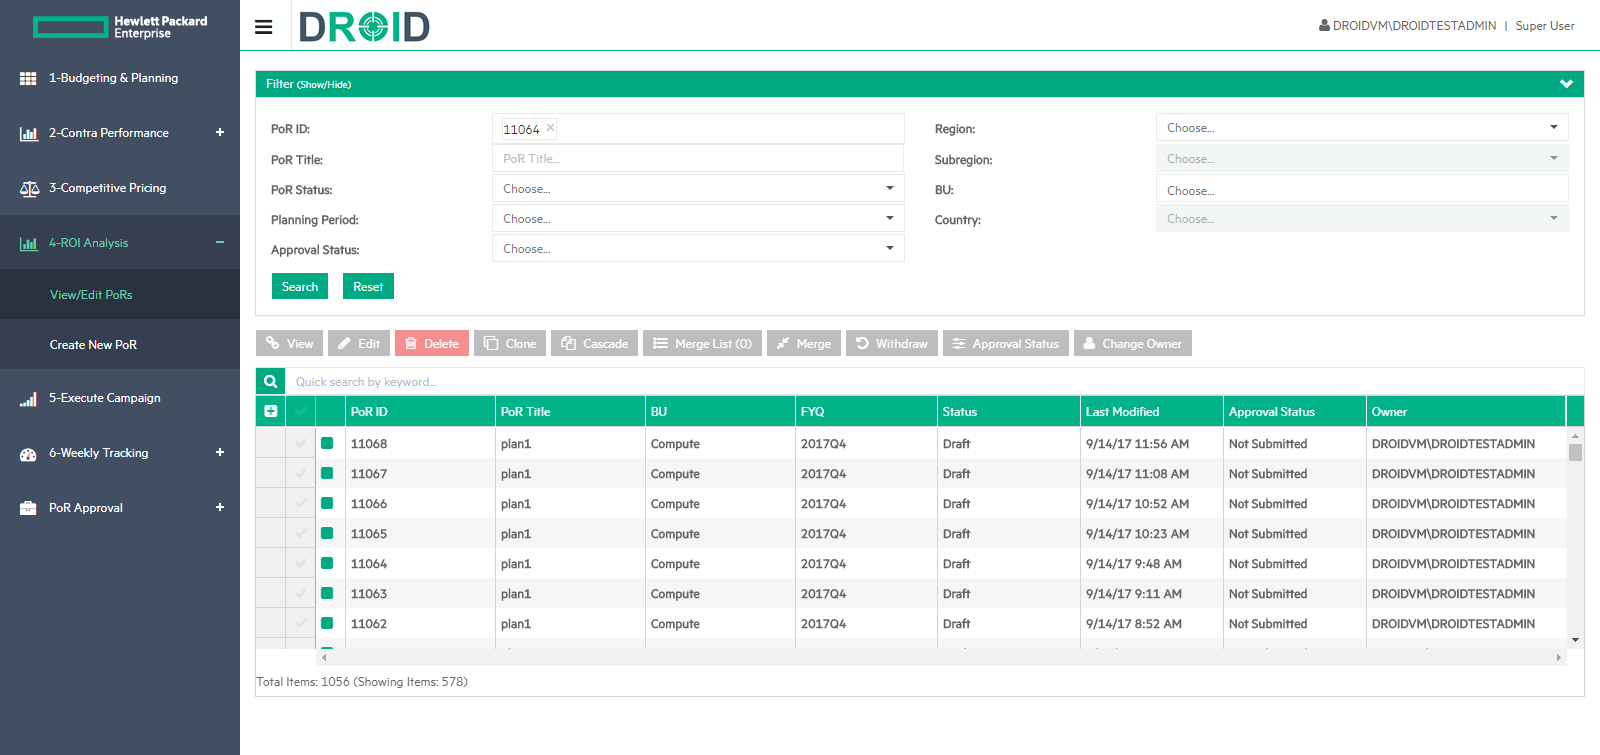 Hewlett Packard
Enterprise
DROID
DROIDVM\DROIDTESTADMIN | Super User
1-Budgeting & Planning
2-Contra Performance +
3-Competitive Pricing
4-ROI Analysis −
View/Edit PoRs
Create New PoR
5-Execute Campaign
6-Weekly Tracking +
PoR Approval +
Filter (Show/Hide)
PoR ID: 11064 × Region: Choose...
PoR Title: PoR Title... Subregion: Choose...
PoR Status: Choose... BU: Choose...
Planning Period: Choose... Country: Choose...
Approval Status: Choose...
Search Reset
View Edit Delete Clone Cascade Merge List (0) Merge Withdraw Approval Status Change Owner
Quick search by keyword...
PoR ID PoR Title BU FYQ Status Last Modified Approval Status Owner
11068 plan1 Compute 2017Q4 Draft 9/14/17 11:56 AM Not Submitted DROIDVM\DROIDTESTADMIN
11067 plan1 Compute 2017Q4 Draft 9/14/17 11:08 AM Not Submitted DROIDVM\DROIDTESTADMIN
11066 plan1 Compute 2017Q4 Draft 9/14/17 10:52 AM Not Submitted DROIDVM\DROIDTESTADMIN
11065 plan1 Compute 2017Q4 Draft 9/14/17 10:23 AM Not Submitted DROIDVM\DROIDTESTADMIN
11064 plan1 Compute 2017Q4 Draft 9/14/17 9:48 AM Not Submitted DROIDVM\DROIDTESTADMIN
11063 plan1 Compute 2017Q4 Draft 9/14/17 9:11 AM Not Submitted DROIDVM\DROIDTESTADMIN
11062 plan1 Compute 2017Q4 Draft 9/14/17 8:52 AM Not Submitted DROIDVM\DROIDTESTADMIN
Total Items: 1056 (Showing Items: 578)